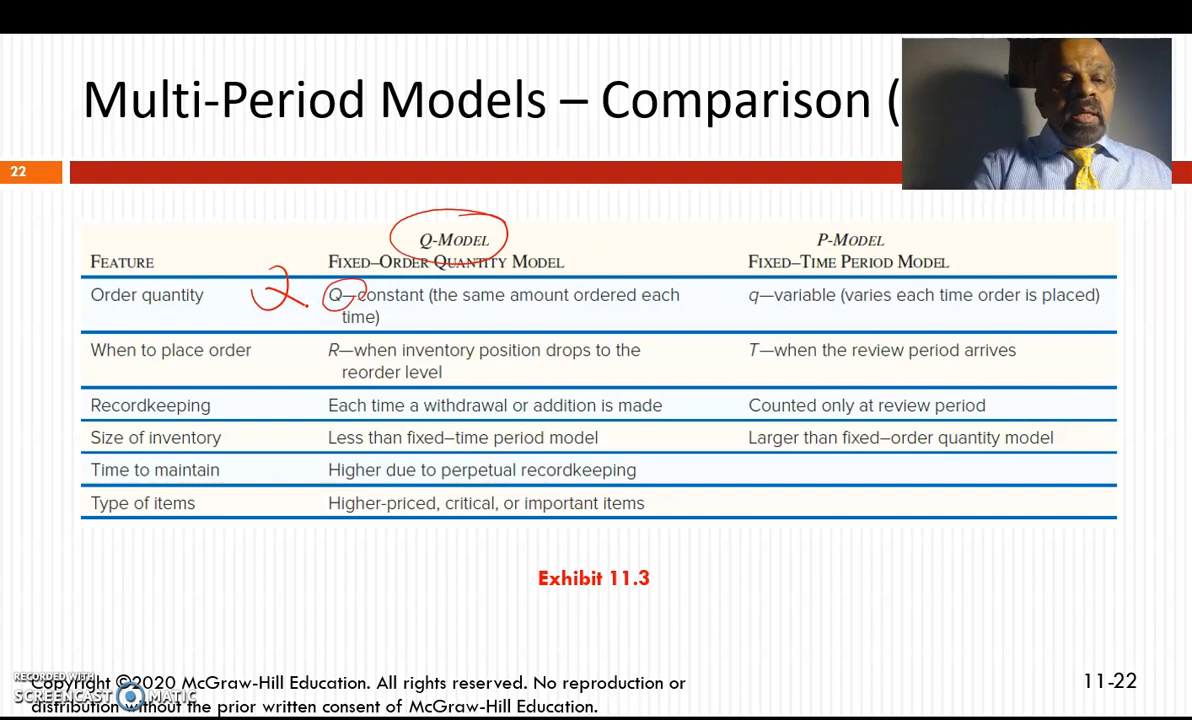 Multi-Period Models – Comparison (
22
Q-MODEL
P-MODEL
FEATURE
FIXED–ORDER QUANTITY MODEL
FIXED–TIME PERIOD MODEL
Order quantity
Q
Q—constant (the same amount ordered each
time)
q—variable (varies each time order is placed)
When to place order
R—when inventory position drops to the
reorder level
T—when the review period arrives
Recordkeeping
Each time a withdrawal or addition is made
Counted only at review period
Size of inventory
Less than fixed–time period model
Larger than fixed–order quantity model
Time to maintain
Higher due to perpetual recordkeeping
Type of items
Higher-priced, critical, or important items
Exhibit 11.3
Copyright ©2020 McGraw-Hill Education. All rights reserved. No reproduction or
distribution without the prior written consent of McGraw-Hill Education.
11-22
RECORDED WITH
SCREENCAST MATIC